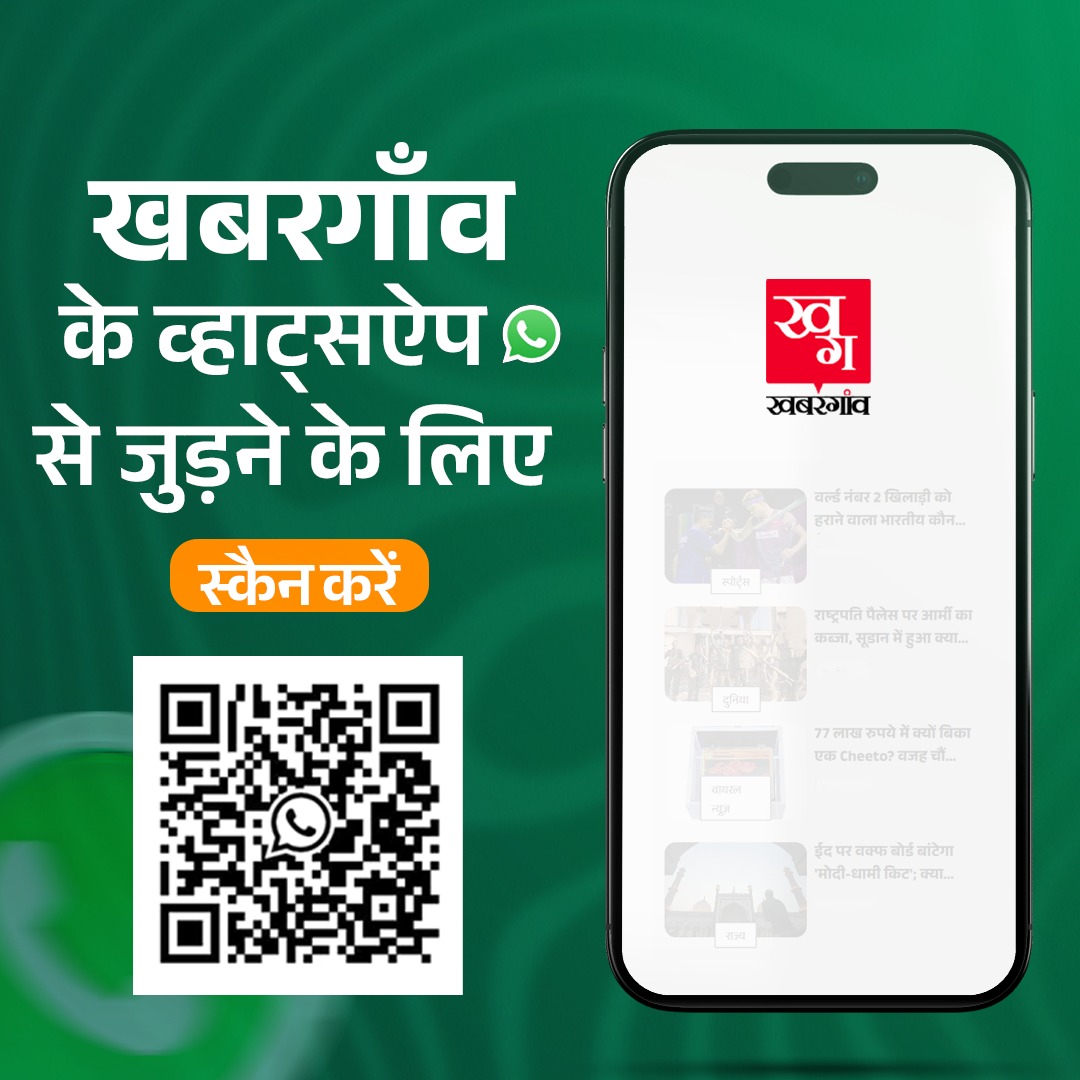 खबरगाँव
के व्हाट्सऐप
से जुड़ने के लिए
स्कैन करें
ख
ग
खबरगांव
वर्ल्ड नंबर 2 खिलाड़ी को
हराने वाला भारतीय कौन...
स्पोर्ट्स
राष्ट्रपति पैलेस पर आर्मी का
कब्जा, सूडान में हुआ क्या...
दुनिया
77 लाख रुपये में क्यों बिका
एक Cheeto? वजह चौं...
वायरल
न्यूज़
ईद पर वक्फ बोर्ड बांटेगा
'मोदी-धामी किट'; क्या...
राज्य